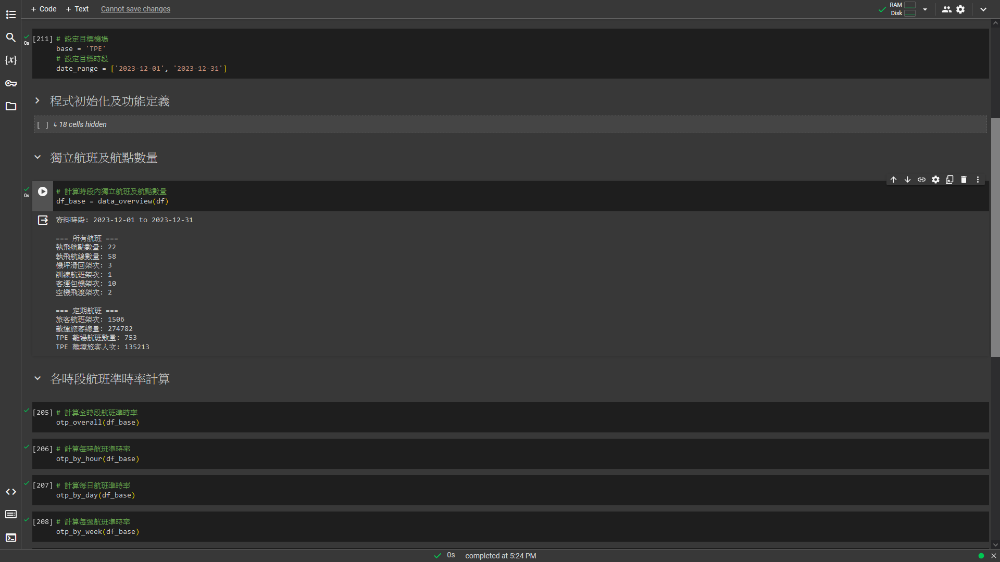 + Code + Text Cannot save changes
RAM
Disk
[211] # 設定目標機場
base = 'TPE'
# 設定目標時段
date_range = ['2023-12-01', '2023-12-31']
0s
程式初始化及功能定義
[ ] ↳ 18 cells hidden
獨立航班及航點數量
# 計算時段內獨立航班及航點數量
df_base = data_overview(df)
0s
資料時段: 2023-12-01 to 2023-12-31
=== 所有航班 ===
執飛航點數量: 22
執飛航線數量: 58
機坪滑回架次: 3
訓練航班架次: 1
客運包機架次: 10
空機飛渡架次: 2
=== 定期航班 ===
旅客航班架次: 1506
載運旅客總量: 274782
TPE 離場航班數量: 753
TPE 離境旅客人次: 135213
各時段航班準時率計算
[205] # 計算全時段航班準時率
otp_overall(df_base)
[206] # 計算每時航班準時率
otp_by_hour(df_base)
[207] # 計算每日航班準時率
otp_by_day(df_base)
[208] # 計算每週航班準時率
otp_by_week(df_base)
0s completed at 5:24 PM